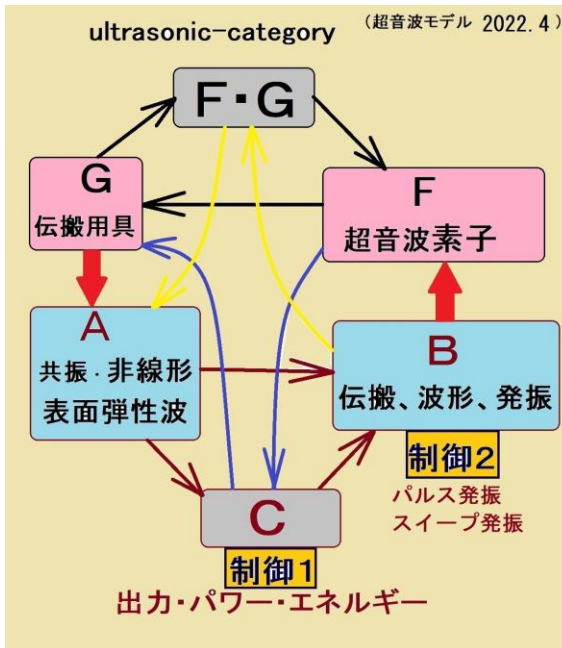 ultrasonic-category
(超音波モデル 2022.4)
F・G
G
伝搬用具
F
超音波素子
A
共振・非線形
表面弾性波
B
伝搬、波形、発振
制御2
パルス発振
スイープ発振
C
制御1
出力・パワー・エネルギー